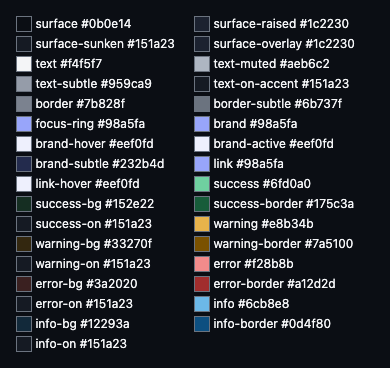 surface #0b0e14 surface-raised #1c2230
surface-sunken #151a23 surface-overlay #1c2230
text #f4f5f7 text-muted #aeb6c2
text-subtle #959ca9 text-on-accent #151a23
border #7b828f border-subtle #6b737f
focus-ring #98a5fa brand #98a5fa
brand-hover #eef0fd brand-active #eef0fd
brand-subtle #232b4d link #98a5fa
link-hover #eef0fd success #6fd0a0
success-bg #152e22 success-border #175c3a
success-on #151a23 warning #e8b34b
warning-bg #33270f warning-border #7a5100
warning-on #151a23 error #f28b8b
error-bg #3a2020 error-border #a12d2d
error-on #151a23 info #6cb8e8
info-bg #12293a info-border #0d4f80
info-on #151a23